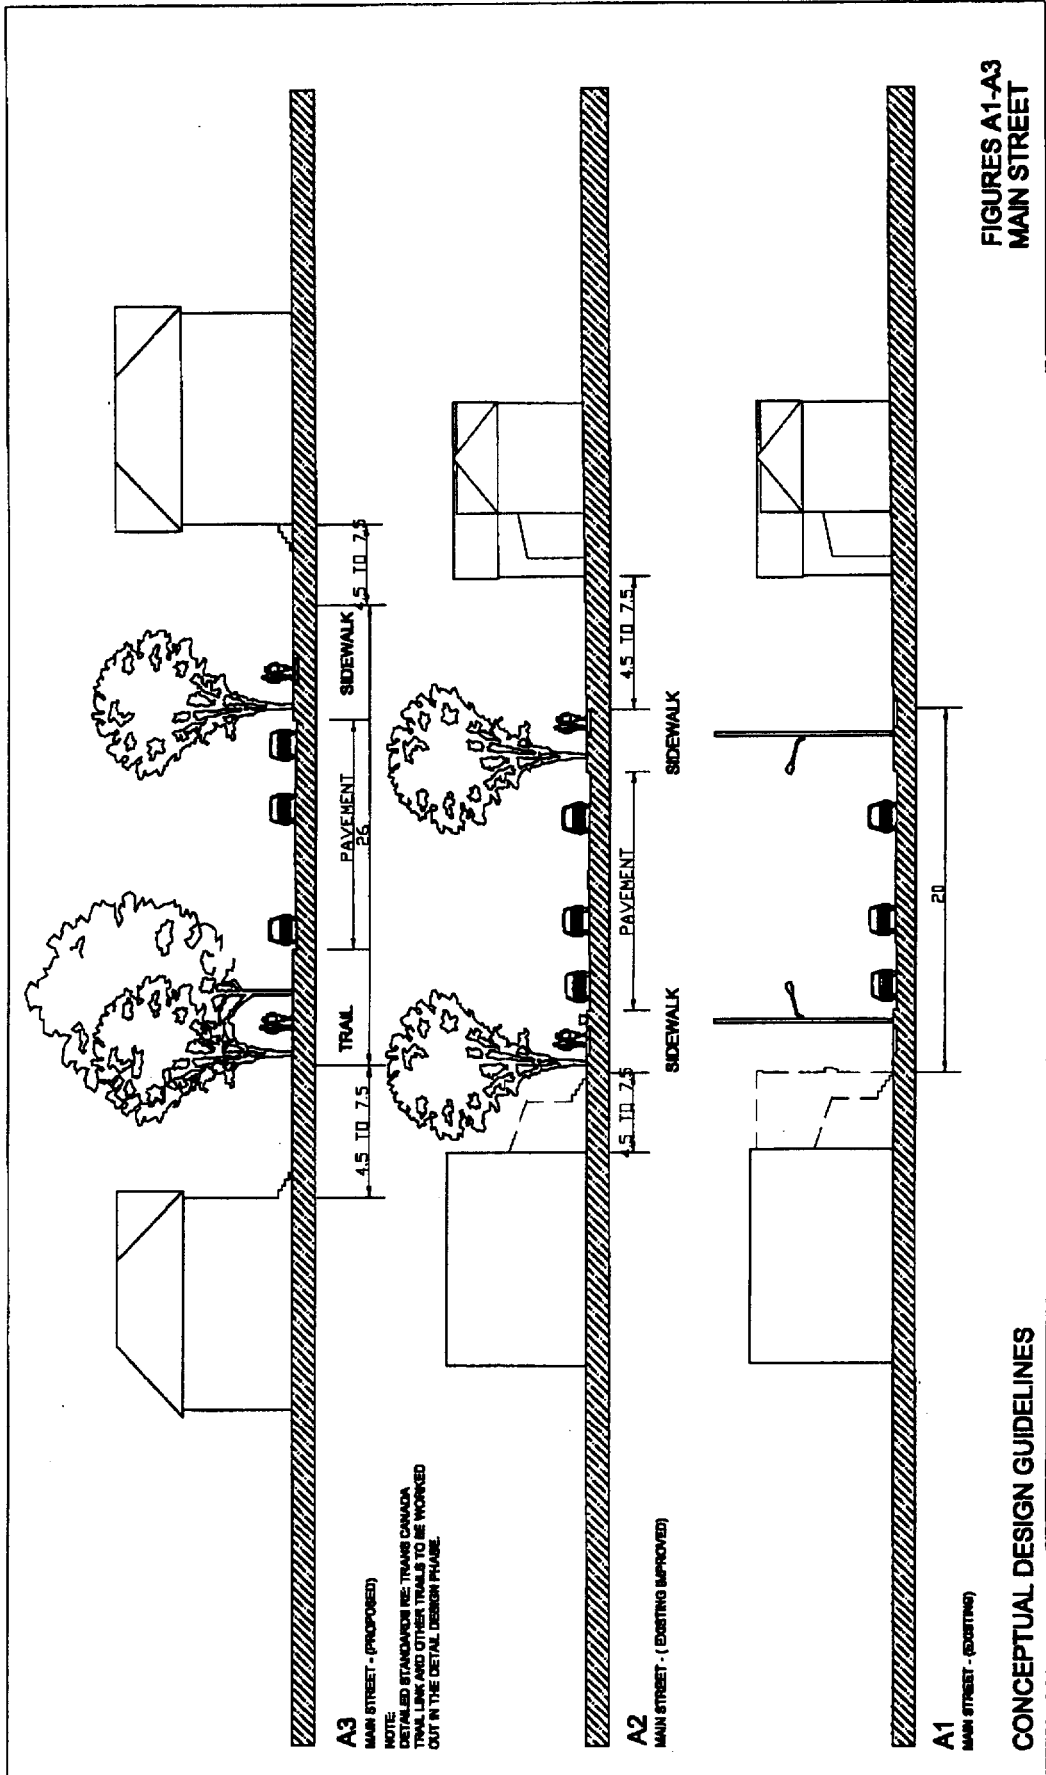 A3
MAIN STREET - (PROPOSED)
NOTE:
DETAILED STANDARDS RE: TRANS CANADA
TRAIL LINK AND OTHER TRAILS TO BE WORKED
OUT IN THE DETAIL DESIGN PHASE.
4.5 TO 7.5
TRAIL
PAVEMENT
26
SIDEWALK
4.5 TO 7.5
A2
MAIN STREET - ( EXISTING IMPROVED)
4.5 TO 7.5
SIDEWALK
PAVEMENT
SIDEWALK
4.5 TO 7.5
A1
MAIN STREET - (EXISTING)
20
CONCEPTUAL DESIGN GUIDELINES
FIGURES A1-A3
MAIN STREET